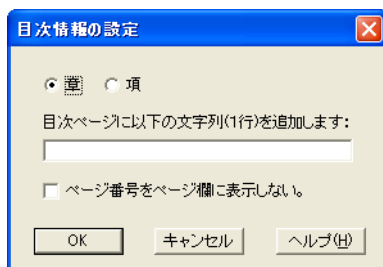 目次情報の設定
章 項
目次ページに以下の文字列(1行)を追加します:
ページ番号をページ欄に表示しない。
OK キャンセル ヘルプ(H)